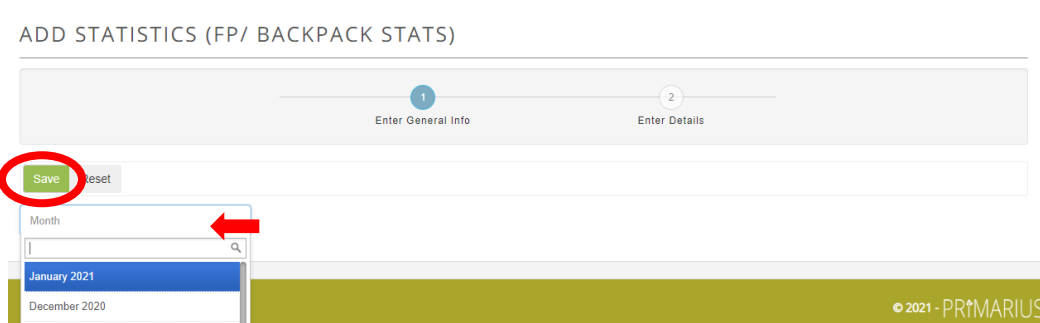 ADD STATISTICS (FP/ BACKPACK STATS)
1
2
Enter General Info
Enter Details
Save
Reset
Month
January 2021
December 2020
© 2021 - PRIMARIUS